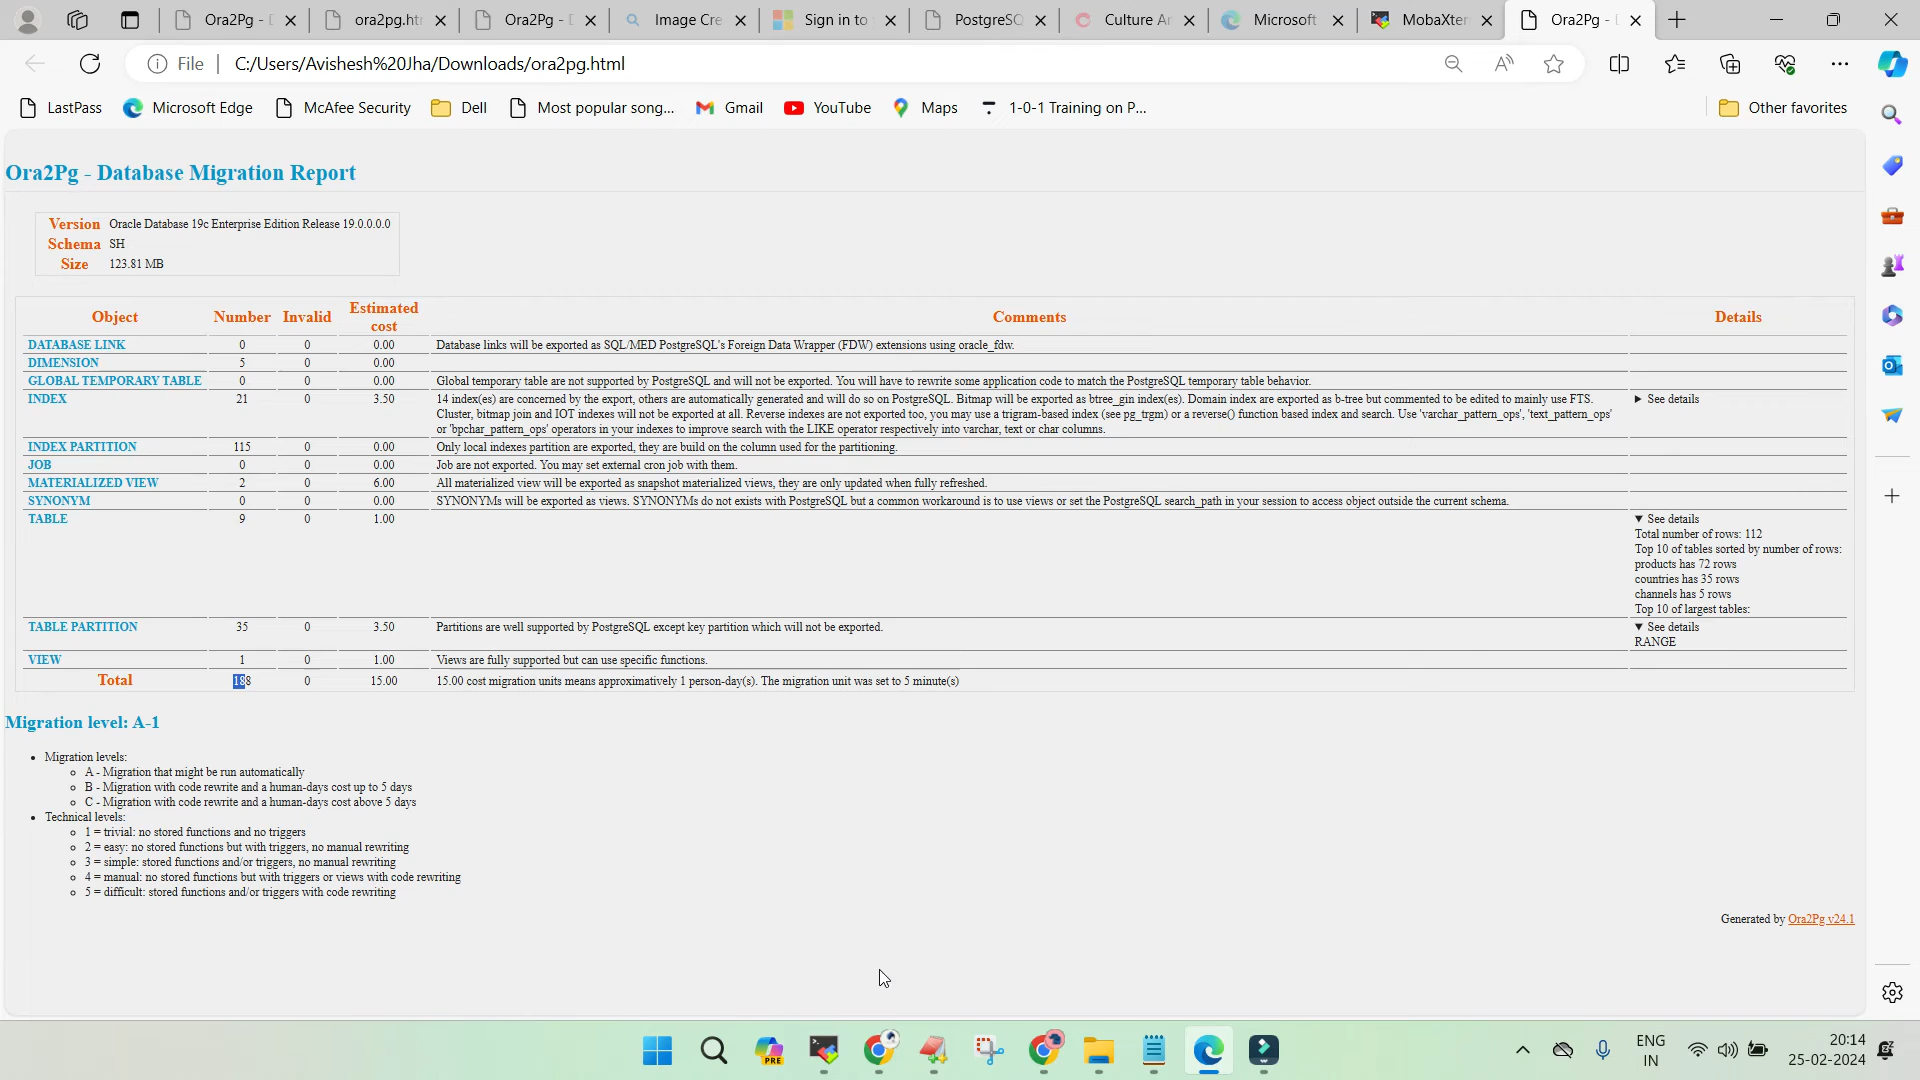 Ora2Pg - D
ora2pg.htm
Ora2Pg - D
Image Cre
Sign in to
PostgreSQ
Culture Am
Microsoft
MobaXterm
Ora2Pg - D
File
C:/Users/Avishesh%20Jha/Downloads/ora2pg.html
LastPass
Microsoft Edge
McAfee Security
Dell
Most popular song...
Gmail
YouTube
Maps
1-0-1 Training on P...
Other favorites
Ora2Pg - Database Migration Report
Version Oracle Database 19c Enterprise Edition Release 19.0.0.0.0
Schema SH
Size 123.81 MB
Object Number Invalid Estimated cost Comments Details
DATABASE LINK 0 0 0.00 Database links will be exported as SQL/MED PostgreSQL's Foreign Data Wrapper (FDW) extensions using oracle_fdw.
DIMENSION 5 0 0.00
GLOBAL TEMPORARY TABLE 0 0 0.00 Global temporary table are not supported by PostgreSQL and will not be exported. You will have to rewrite some application code to match the PostgreSQL temporary table behavior.
INDEX 21 0 3.50 14 index(es) are concerned by the export, others are automatically generated and will do so on PostgreSQL. Bitmap will be exported as btree_gin index(es). Domain index are exported as b-tree but commented to be edited to mainly use FTS. ▶ See details
Cluster, bitmap join and IOT indexes will not be exported at all. Reverse indexes are not exported too, you may use a trigram-based index (see pg_trgm) or a reverse() function based index and search. Use 'varchar_pattern_ops', 'text_pattern_ops'
or 'bpchar_pattern_ops' operators in your indexes to improve search with the LIKE operator respectively into varchar, text or char columns.
INDEX PARTITION 115 0 0.00 Only local indexes partition are exported, they are build on the column used for the partitioning.
JOB 0 0 0.00 Job are not exported. You may set external cron job with them.
MATERIALIZED VIEW 2 0 6.00 All materialized view will be exported as snapshot materialized views, they are only updated when fully refreshed.
SYNONYM 0 0 0.00 SYNONYMs will be exported as views. SYNONYMs do not exists with PostgreSQL but a common workaround is to use views or set the PostgreSQL search_path in your session to access object outside the current schema.
TABLE 9 0 1.00 ▼ See details
Total number of rows: 112
Top 10 of tables sorted by number of rows:
products has 72 rows
countries has 35 rows
channels has 5 rows
Top 10 of largest tables:
TABLE PARTITION 35 0 3.50 Partitions are well supported by PostgreSQL except key partition which will not be exported. ▼ See details
RANGE
VIEW 1 0 1.00 Views are fully supported but can use specific functions.
Total 188 0 15.00 15.00 cost migration units means approximatively 1 person-day(s). The migration unit was set to 5 minute(s)
Migration level: A-1
Migration levels:
A - Migration that might be run automatically
B - Migration with code rewrite and a human-days cost up to 5 days
C - Migration with code rewrite and a human-days cost above 5 days
Technical levels:
1 = trivial: no stored functions and no triggers
2 = easy: no stored functions but with triggers, no manual rewriting
3 = simple: stored functions and/or triggers, no manual rewriting
4 = manual: no stored functions but with triggers or views with code rewriting
5 = difficult: stored functions and/or triggers with code rewriting
Generated by Ora2Pg v24.1
PRE
ENG
IN
20:14
25-02-2024